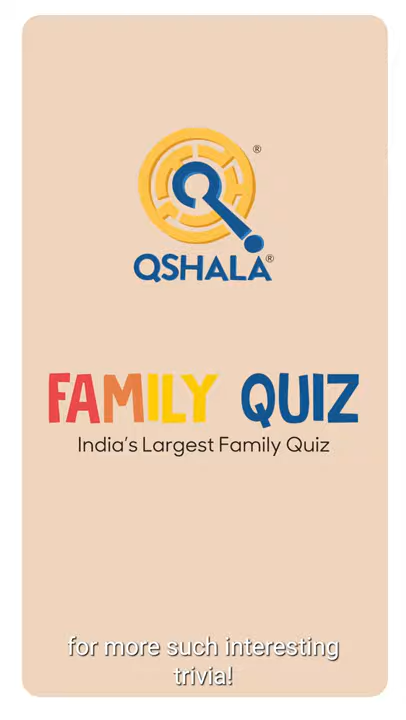 ®
QSHALA®
FAMILY QUIZ
India's Largest Family Quiz
for more such interesting
trivia!